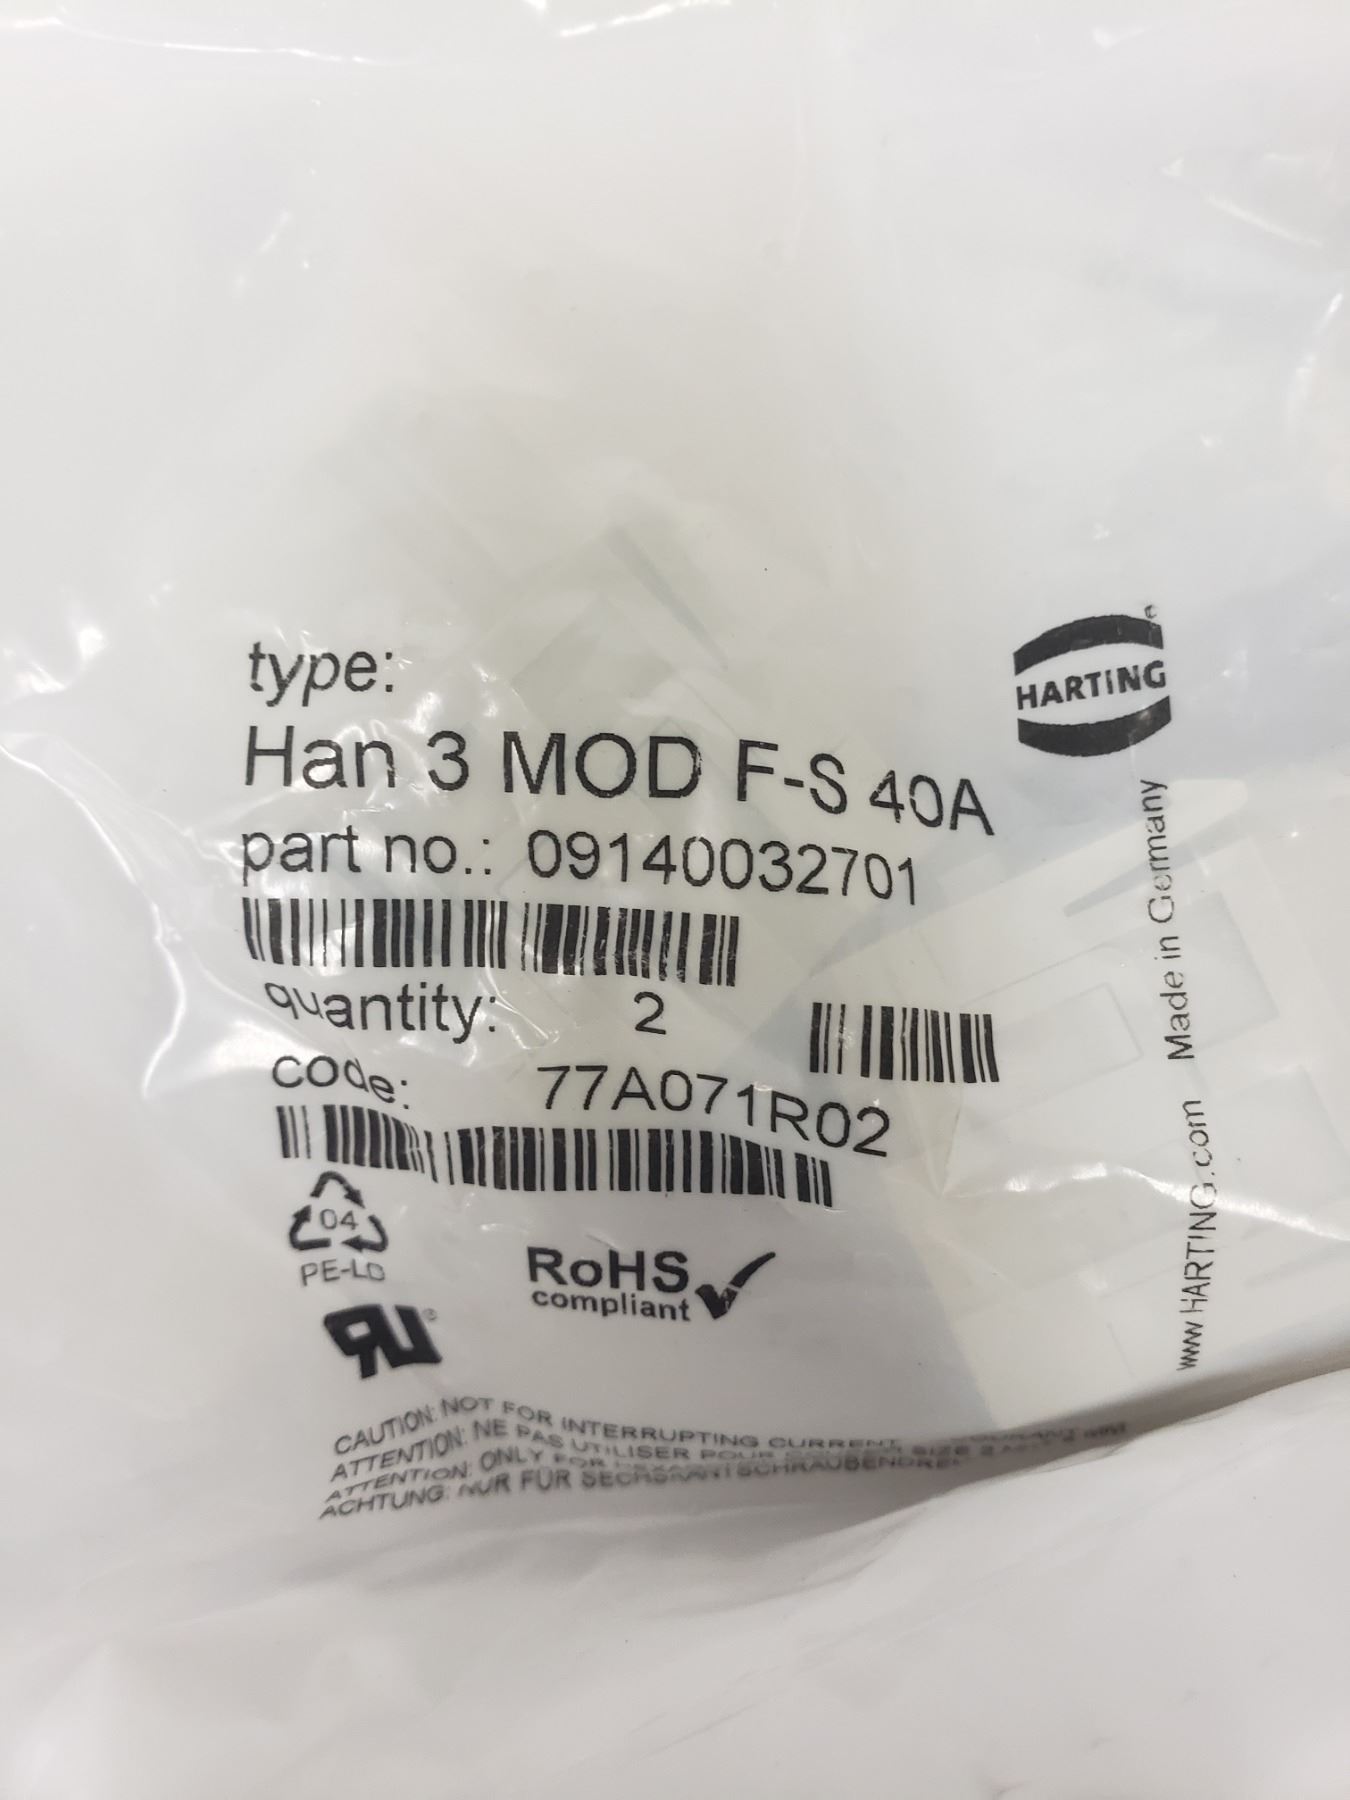 type:
Han 3 MOD F-S 40A
part no.: 09140032701
quantity: 2
code: 77A071R02
04
PE-LD
RoHS
compliant
CAUTION: NOT FOR INTERRUPTING CURRENT
ATTENTION: NE PAS UTILISER POUR
ATTENTION: ONLY FOR
ACHTUNG: NUR FÜR SECHSKANTSCHRAUBENDREHER
HARTING®
www.HARTING.com Made in Germany